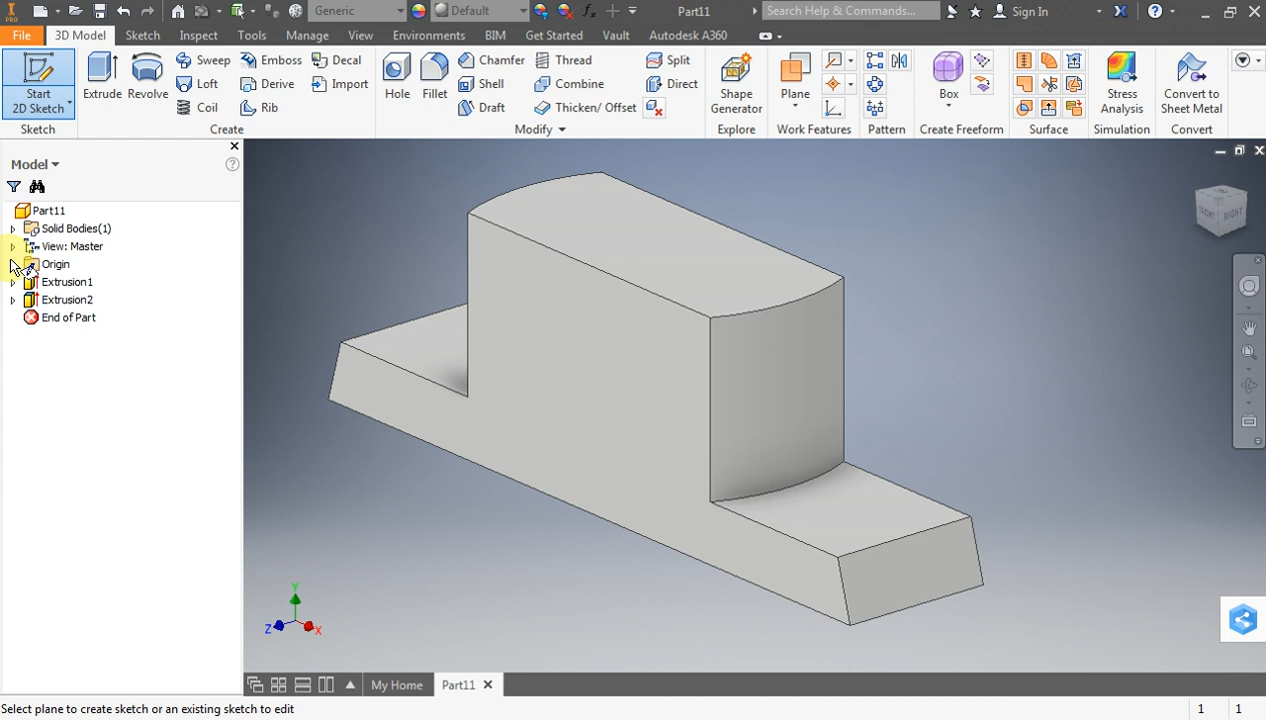 Generic
Default
Part11
Search Help & Commands...
Sign In
PRO
File
3D Model
Sketch
Inspect
Tools
Manage
View
Environments
BIM
Get Started
Vault
Autodesk A360
Start
2D Sketch
Extrude
Revolve
Sweep
Loft
Coil
Emboss
Derive
Rib
Decal
Import
Hole
Fillet
Chamfer
Shell
Draft
Thread
Combine
Thicken/ Offset
Split
Direct
Shape
Generator
Plane
Box
Stress
Analysis
Convert to
Sheet Metal
Sketch
Create
Modify
Explore
Work Features
Pattern
Create Freeform
Surface
Simulation
Convert
Model
Part11
Solid Bodies(1)
View: Master
Origin
Extrusion1
Extrusion2
End of Part
FRONT
RIGHT
Y
Z
X
My Home
Part11
Select plane to create sketch or an existing sketch to edit
1
1